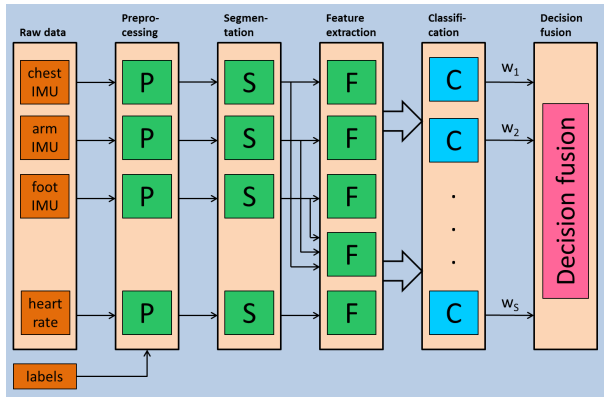 Raw data
Prepro-
cessing
Segmen-
tation
Feature
extraction
Classifi-
cation
Decision
fusion
chest
IMU
P
S
F
C
w1
arm
IMU
P
S
F
C
w2
foot
IMU
P
S
F
.
.
.
F
Decision fusion
heart
rate
P
S
F
C
wS
labels